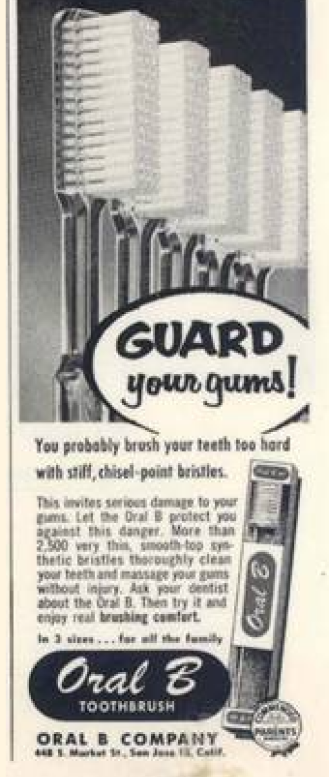 GUARD
your gums!
You probably brush your teeth too hard
with stiff, chisel-point bristles.
This invites serious damage to your
gums. Let the Oral B protect you
against this danger. More than
2,500 very thin, smooth-top syn-
thetic bristles thoroughly clean
your teeth and massage your gums
without injury. Ask your dentist
about the Oral B. Then try it and
enjoy real brushing comfort.
In 3 sizes . . . for all the family
Oral B
Oral B
TOOTHBRUSH
COMMENDED
PARENTS
ORAL B COMPANY
448 S. Market St., San Jose Calif.